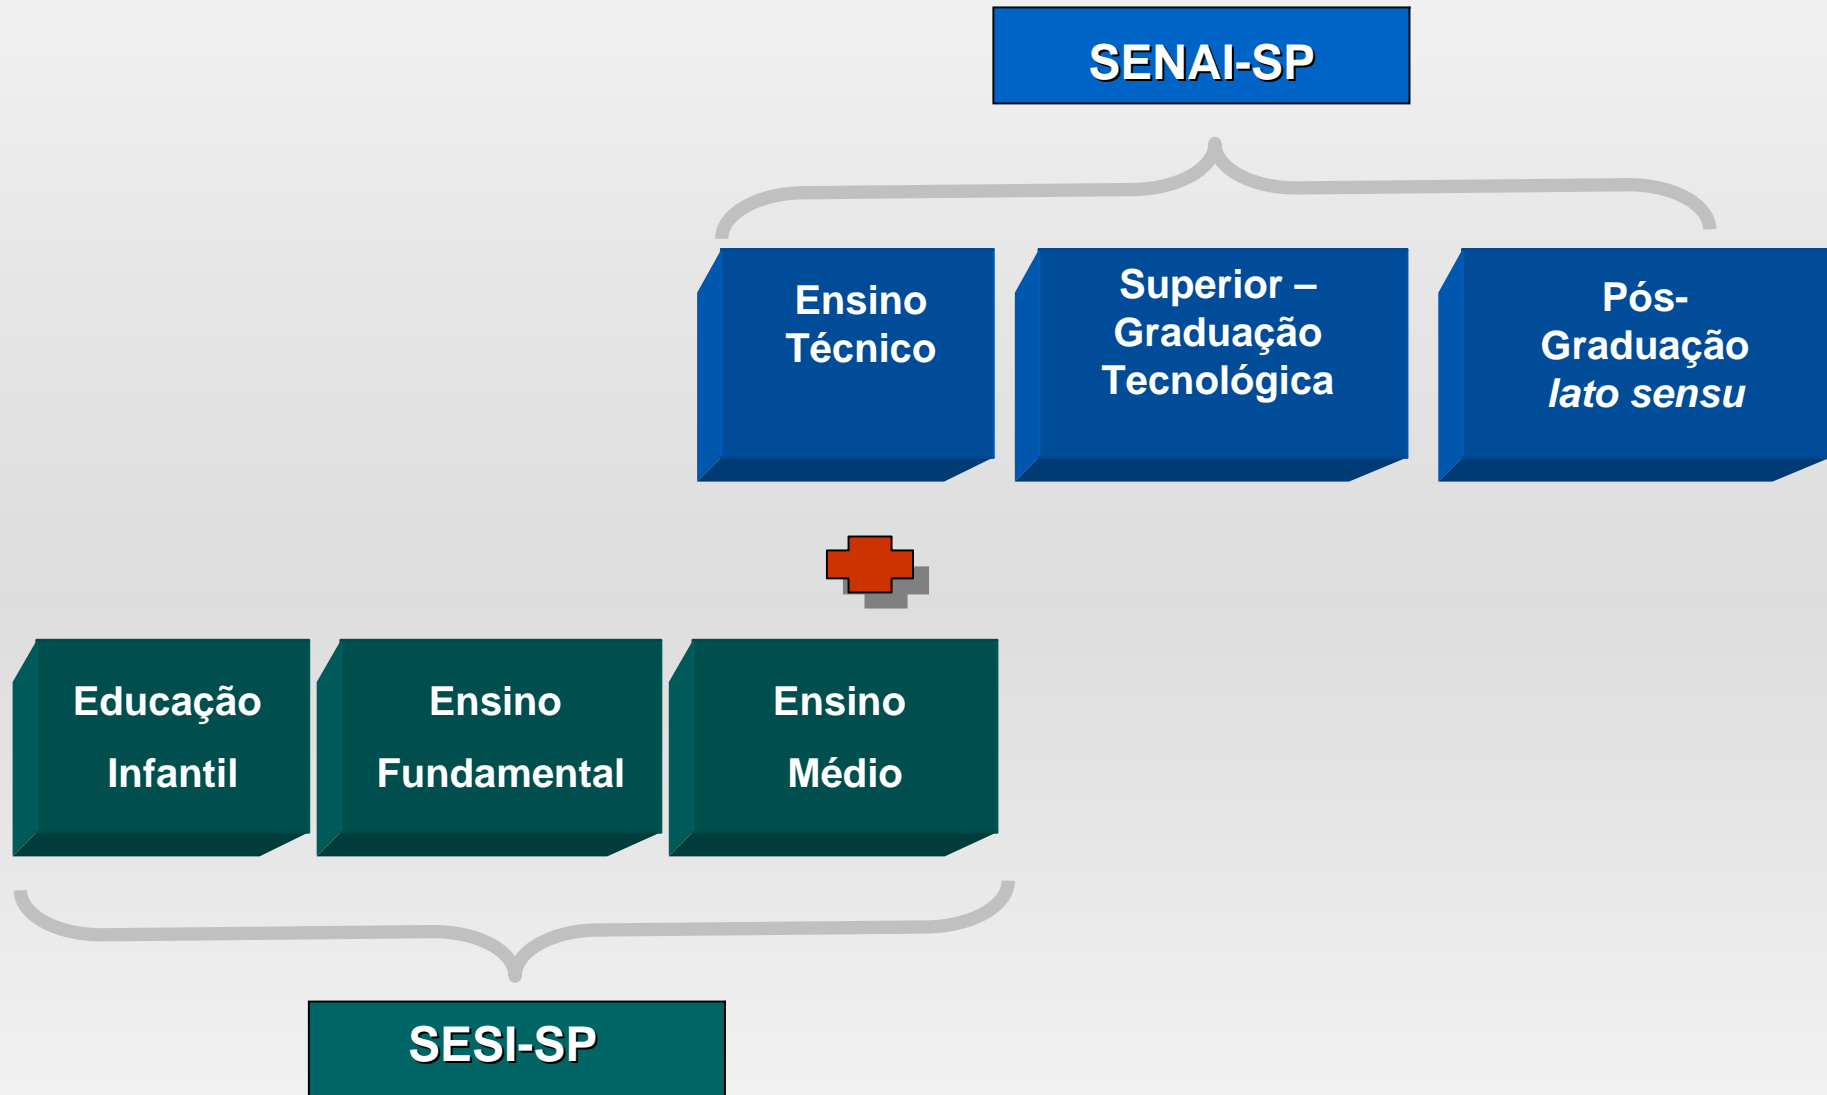 SENAI-SP
Ensino
Técnico
Superior –
Graduação
Tecnológica
Pós-
Graduação
lato sensu
Educação
Infantil
Ensino
Fundamental
Ensino
Médio
SESI-SP